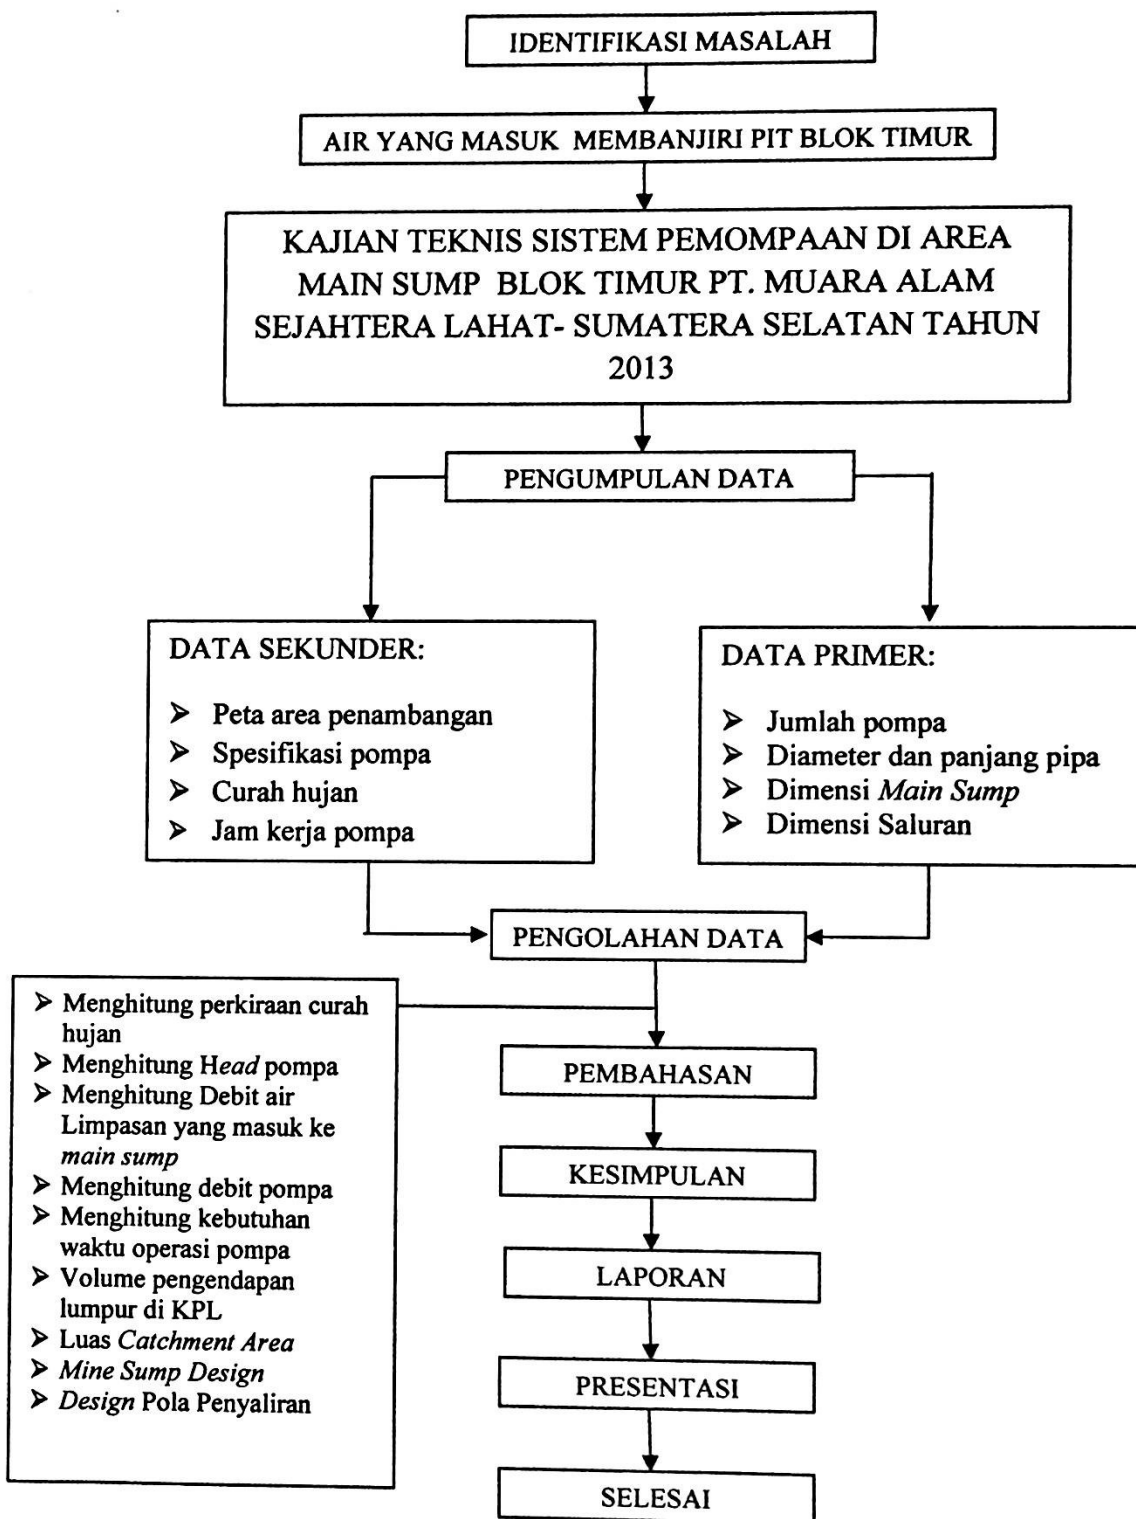 IDENTIFIKASI MASALAH
AIR YANG MASUK MEMBANJIRI PIT BLOK TIMUR
KAJIAN TEKNIS SISTEM PEMOMPAAN DI AREA
MAIN SUMP BLOK TIMUR PT. MUARA ALAM
SEJAHTERA LAHAT- SUMATERA SELATAN TAHUN
2013
PENGUMPULAN DATA
DATA SEKUNDER:
➢ Peta area penambangan
➢ Spesifikasi pompa
➢ Curah hujan
➢ Jam kerja pompa
DATA PRIMER:
➢ Jumlah pompa
➢ Diameter dan panjang pipa
➢ Dimensi Main Sump
➢ Dimensi Saluran
PENGOLAHAN DATA
➢ Menghitung perkiraan curah
hujan
➢ Menghitung Head pompa
➢ Menghitung Debit air
Limpasan yang masuk ke
main sump
➢ Menghitung debit pompa
➢ Menghitung kebutuhan
waktu operasi pompa
➢ Volume pengendapan
lumpur di KPL
➢ Luas Catchment Area
➢ Mine Sump Design
➢ Design Pola Penyaliran
PEMBAHASAN
KESIMPULAN
LAPORAN
PRESENTASI
SELESAI